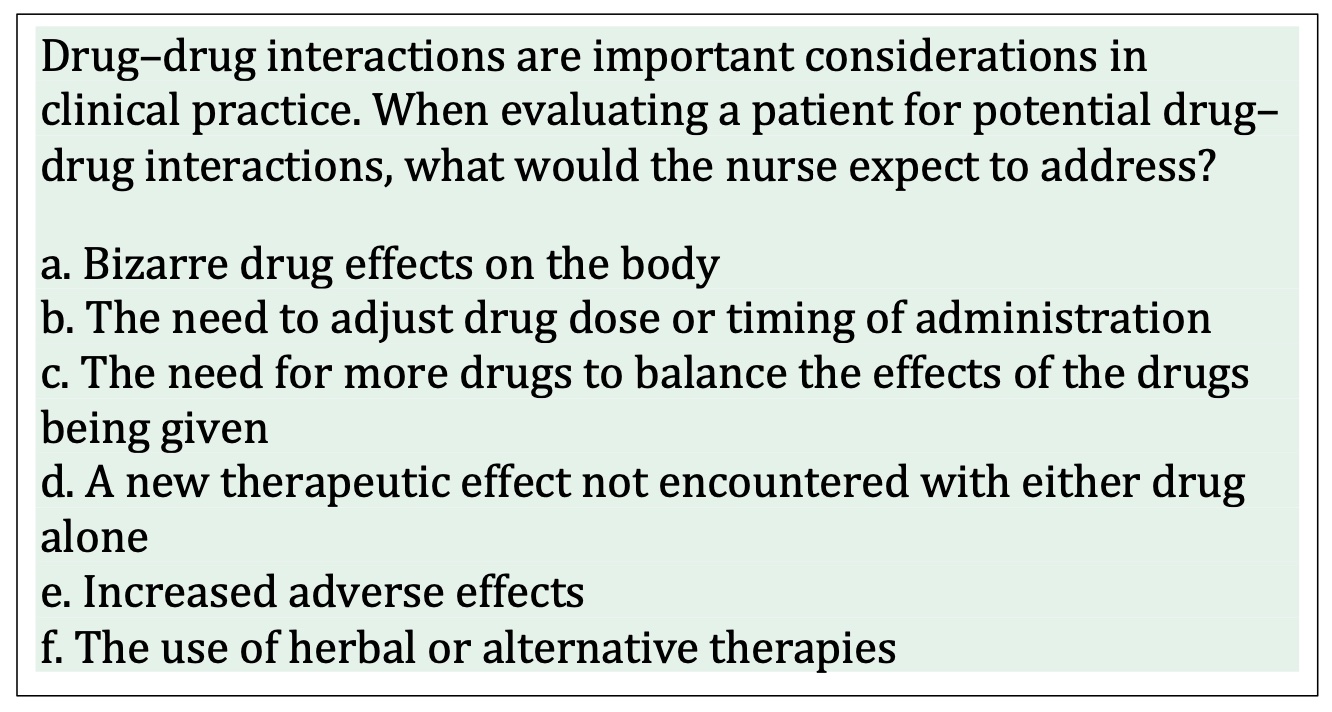 Drug–drug interactions are important considerations in
clinical practice. When evaluating a patient for potential drug–
drug interactions, what would the nurse expect to address?
a. Bizarre drug effects on the body
b. The need to adjust drug dose or timing of administration
c. The need for more drugs to balance the effects of the drugs
being given
d. A new therapeutic effect not encountered with either drug
alone
e. Increased adverse effects
f. The use of herbal or alternative therapies